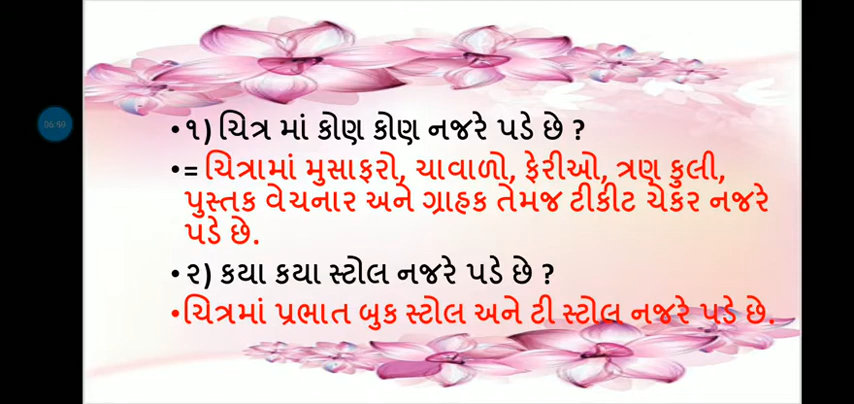 06:50
•૧) ચિત્ર માં કોણ કોણ નજરે પડે છે ?
•= ચિત્રામાં મુસાફરો, ચાવાળો, ફેરીઓ, ત્રણ કુલી,
પુસ્તક વેચનાર અને ગ્રાહક તેમજ ટીકીટ ચેકર નજરે
પડે છે.
•૨) કયા કયા સ્ટોલ નજરે પડે છે ?
•ચિત્રમાં પ્રભાત બુક સ્ટોલ અને ટી સ્ટોલ નજરે પડે છે.